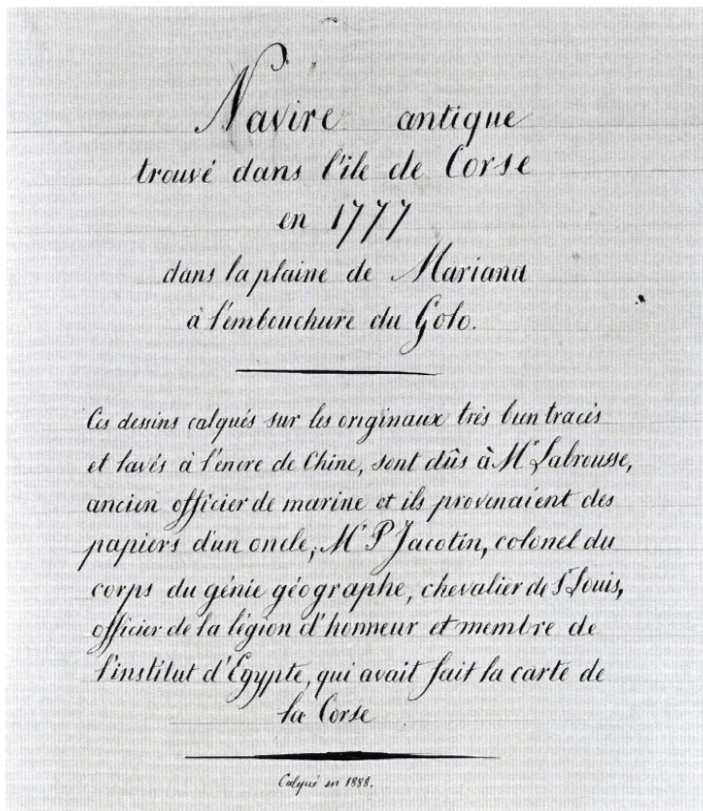 Navire antique
trouvé dans l'île de Corse
en 1777
dans la plaine de Mariana
à l'embouchure du Golo.
Ces dessins calqués sur les originaux très bien tracés
et lavés à l'encre de Chine, sont dûs à Mr Labrousse,
ancien officier de marine et ils provenaient des
papiers d'un oncle, Mr P Jacotin, colonel du
corps du génie géographe, chevalier de St Louis,
officier de la légion d'honneur et membre de
l'institut d'Egypte, qui avait fait la carte de
la Corse
Calqué en 1888.